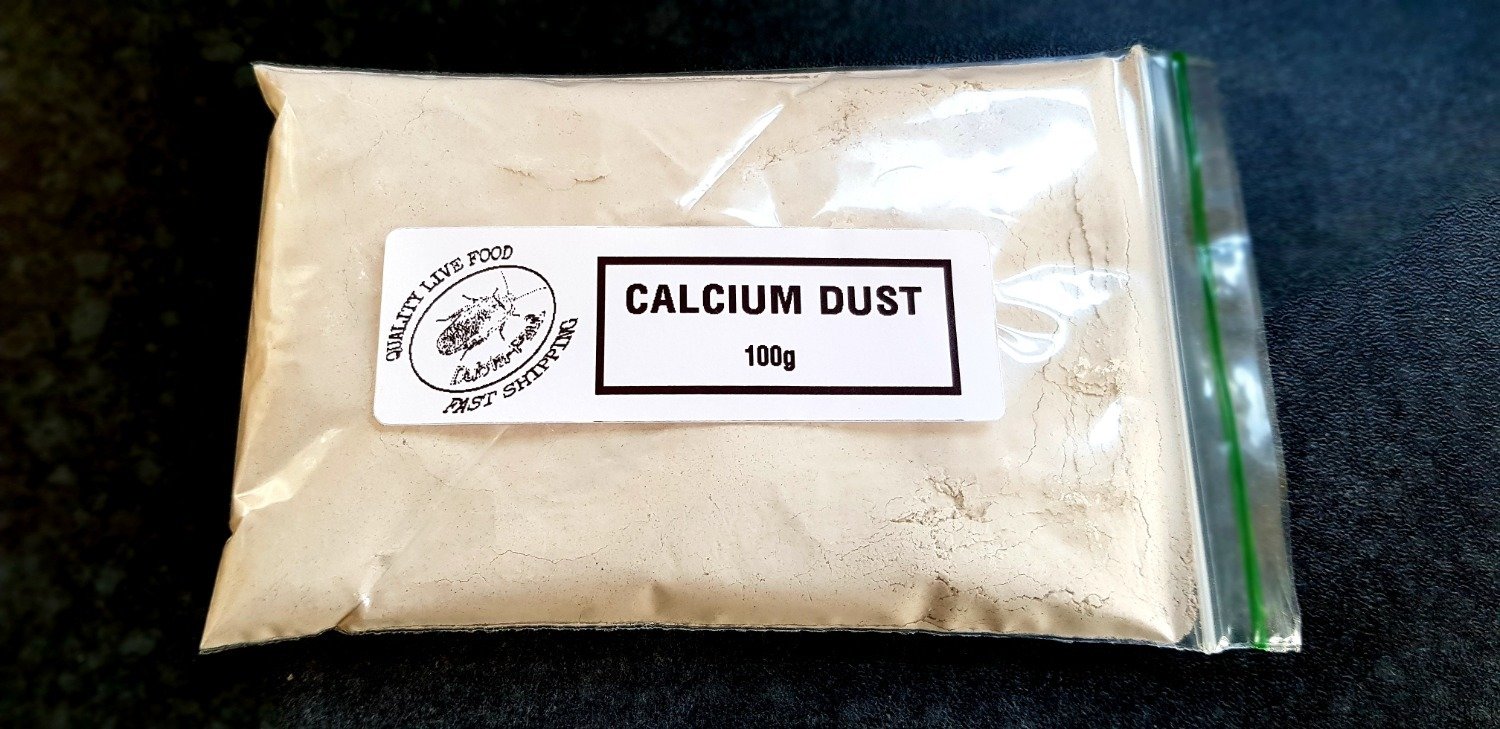 QUALITY LIVE FOOD
FAST SHIPPING
CALCIUM DUST
100g